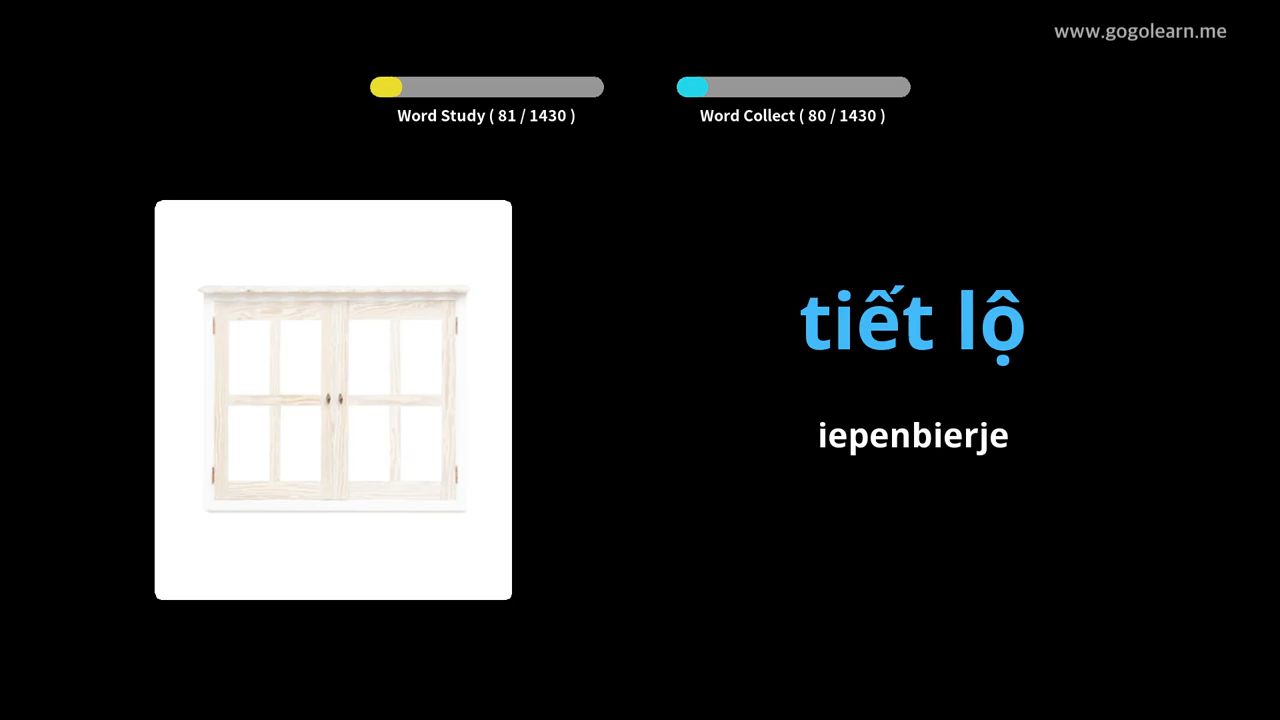 www.gogolearn.me
Word Study ( 81 / 1430 )
Word Collect ( 80 / 1430 )
tiết lộ
iepenbierje